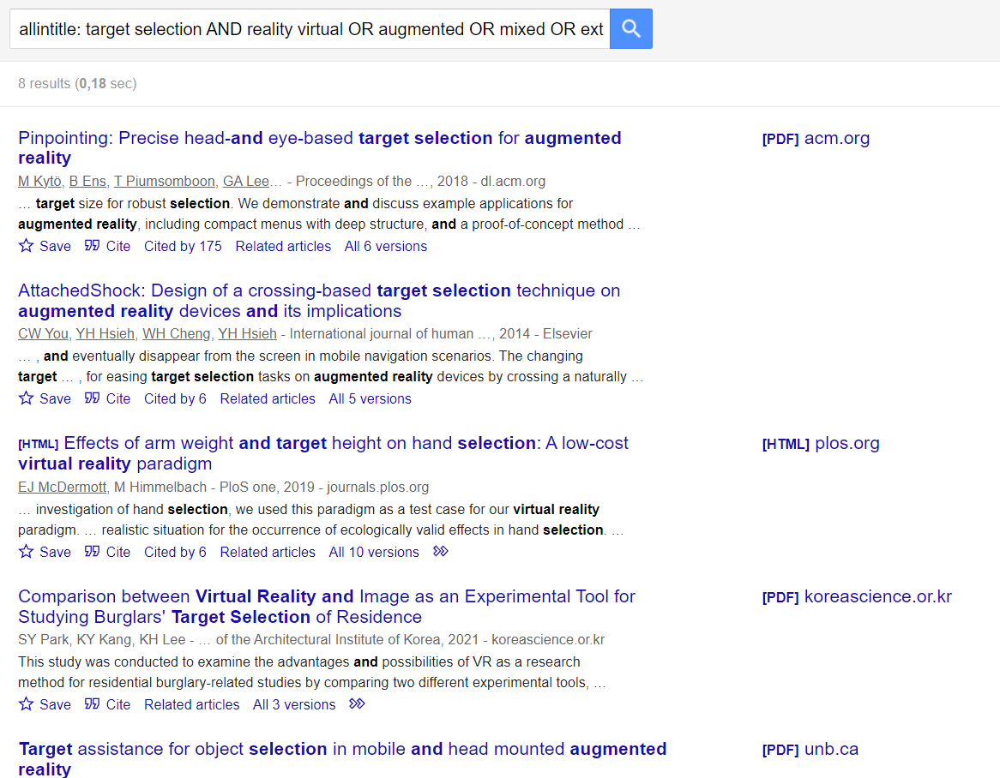 allintitle: target selection AND reality virtual OR augmented OR mixed OR ext
8 results (0,18 sec)
Pinpointing: Precise head-and eye-based target selection for augmented
reality
[PDF] acm.org
M Kytö, B Ens, T Piumsomboon, GA Lee… - Proceedings of the …, 2018 - dl.acm.org
… target size for robust selection. We demonstrate and discuss example applications for
augmented reality, including compact menus with deep structure, and a proof-of-concept method …
Save Cite Cited by 175 Related articles All 6 versions
AttachedShock: Design of a crossing-based target selection technique on
augmented reality devices and its implications
CW You, YH Hsieh, WH Cheng, YH Hsieh - International journal of human …, 2014 - Elsevier
… , and eventually disappear from the screen in mobile navigation scenarios. The changing
target … , for easing target selection tasks on augmented reality devices by crossing a naturally …
Save Cite Cited by 6 Related articles All 5 versions
[HTML] Effects of arm weight and target height on hand selection: A low-cost
virtual reality paradigm
[HTML] plos.org
EJ McDermott, M Himmelbach - PloS one, 2019 - journals.plos.org
… investigation of hand selection, we used this paradigm as a test case for our virtual reality
paradigm. … realistic situation for the occurrence of ecologically valid effects in hand selection. …
Save Cite Cited by 6 Related articles All 10 versions
Comparison between Virtual Reality and Image as an Experimental Tool for
Studying Burglars' Target Selection of Residence
[PDF] koreascience.or.kr
SY Park, KY Kang, KH Lee - … of the Architectural Institute of Korea, 2021 - koreascience.or.kr
This study was conducted to examine the advantages and possibilities of VR as a research
method for residential burglary-related studies by comparing two different experimental tools, …
Save Cite Related articles All 3 versions
Target assistance for object selection in mobile and head mounted augmented
reality
[PDF] unb.ca